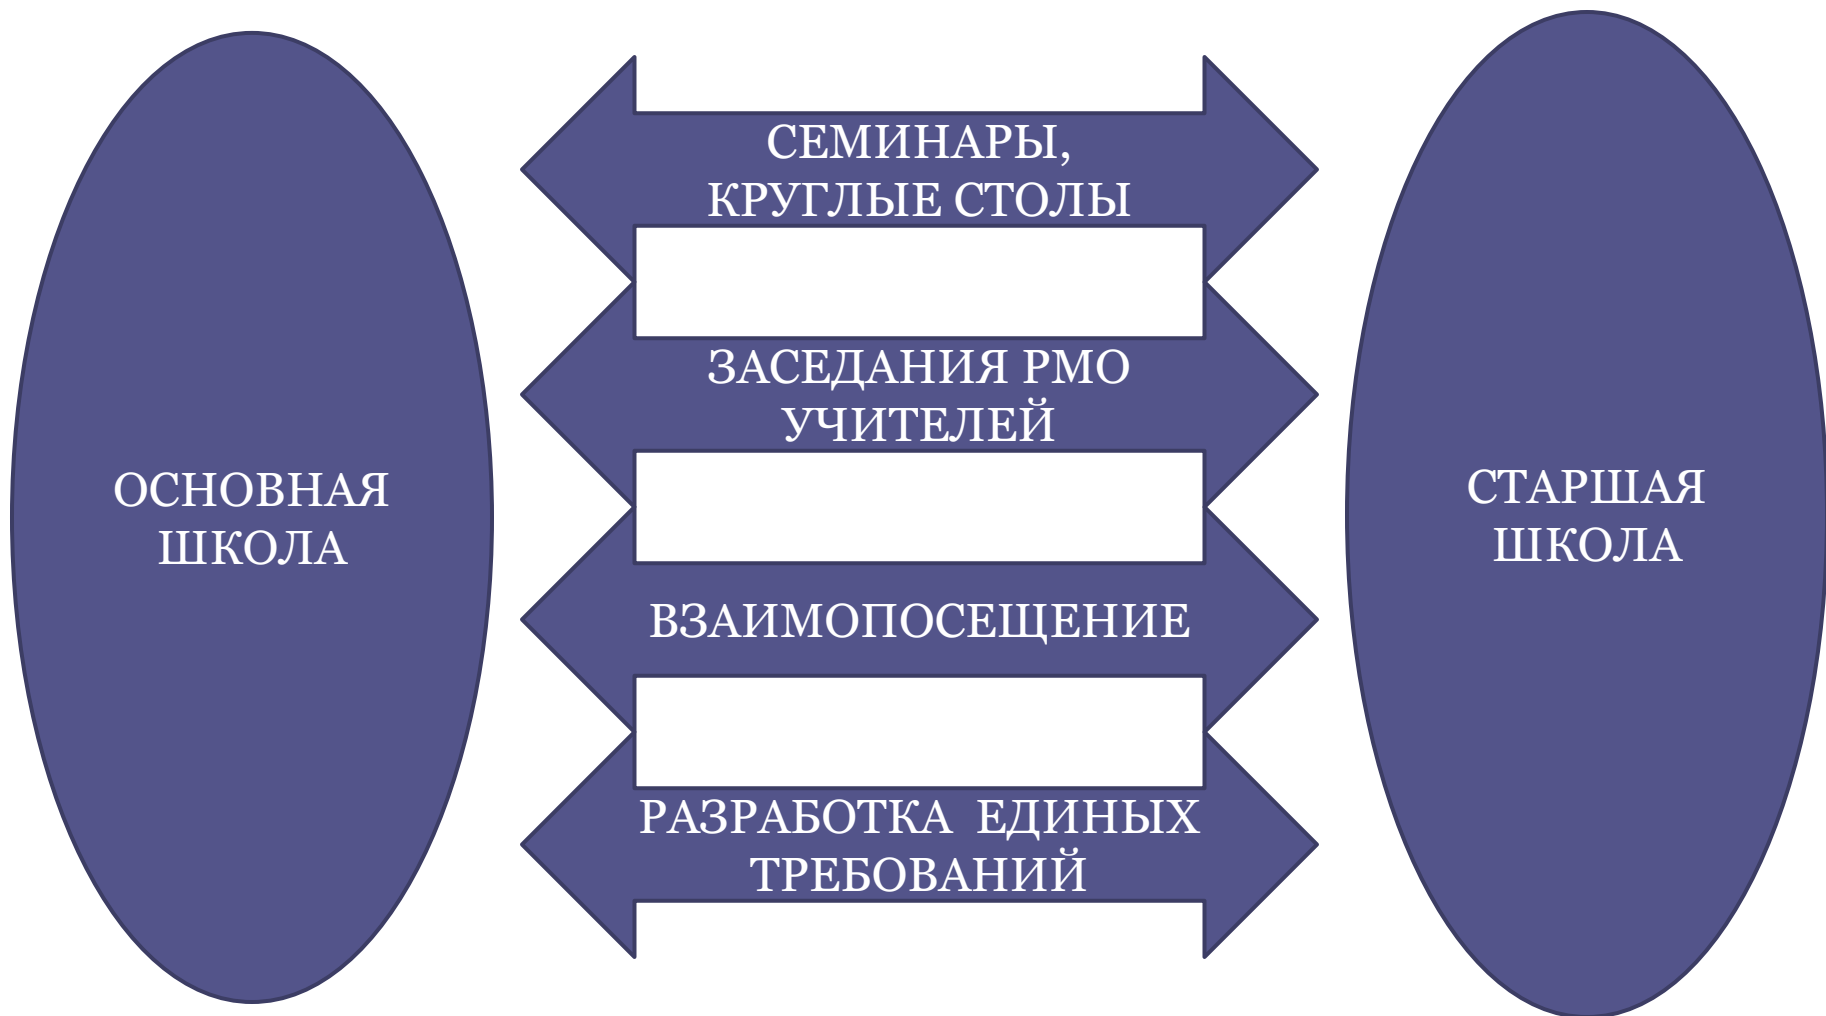 ОСНОВНАЯ
ШКОЛА
СЕМИНАРЫ,
КРУГЛЫЕ СТОЛЫ
ЗАСЕДАНИЯ РМО
УЧИТЕЛЕЙ
ВЗАИМОПОСЕЩЕНИЕ
РАЗРАБОТКА ЕДИНЫХ
ТРЕБОВАНИЙ
СТАРШАЯ
ШКОЛА